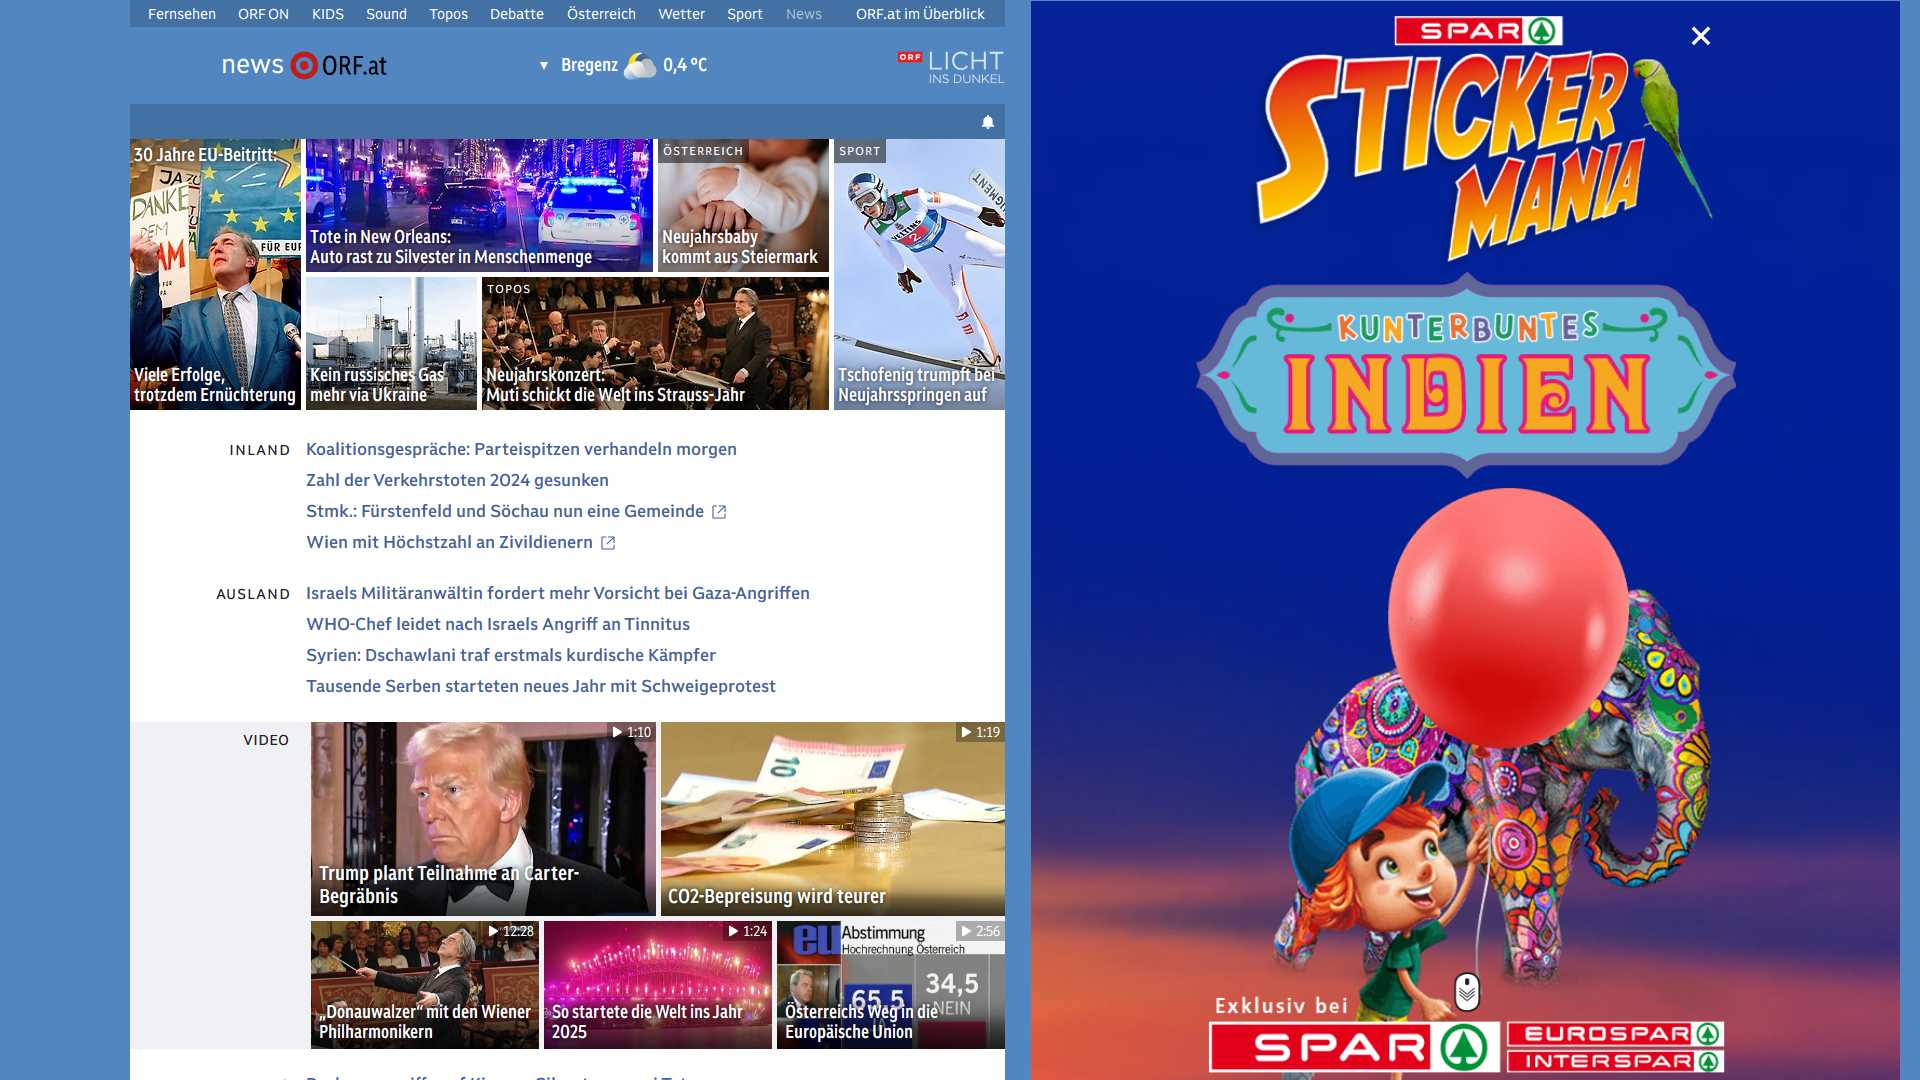 Fernsehen ORF ON KIDS Sound Topos Debatte Österreich Wetter Sport News ORF.at im Überblick
news ORF.at
Bregenz 0,4 °C
ORF LICHT
INS DUNKEL
30 Jahre EU-Beitritt:
JA ZU
DANKE
DEM
FÜR EUR
Viele Erfolge,
trotzdem Ernüchterung
Tote in New Orleans:
Auto rast zu Silvester in Menschenmenge
ÖSTERREICH
Neujahrsbaby
kommt aus Steiermark
SPORT
Tschofenig trumpft bei
Neujahrsspringen auf
Kein russisches Gas
mehr via Ukraine
TOPOS
Neujahrskonzert:
Muti schickt die Welt ins Strauss-Jahr
INLAND
Koalitionsgespräche: Parteispitzen verhandeln morgen
Zahl der Verkehrstoten 2024 gesunken
Stmk.: Fürstenfeld und Söchau nun eine Gemeinde
Wien mit Höchstzahl an Zivildienern
AUSLAND
Israels Militäranwältin fordert mehr Vorsicht bei Gaza-Angriffen
WHO-Chef leidet nach Israels Angriff an Tinnitus
Syrien: Dschawlani traf erstmals kurdische Kämpfer
Tausende Serben starteten neues Jahr mit Schweigeprotest
VIDEO
1:10
Trump plant Teilnahme an Carter-
Begräbnis
1:19
10
CO2-Bepreisung wird teurer
12:28
„Donauwalzer“ mit den Wiener
Philharmonikern
1:24
So startete die Welt ins Jahr
2025
2:56
eu Abstimmung
Hochrechnung Österreich
65,5
34,5
NEIN
Österreichs Weg in die
Europäische Union
SPAR
STICKER
MANIA
KUNTERBUNTES
INDIEN
Exklusiv bei
SPAR
EUROSPAR
INTERSPAR